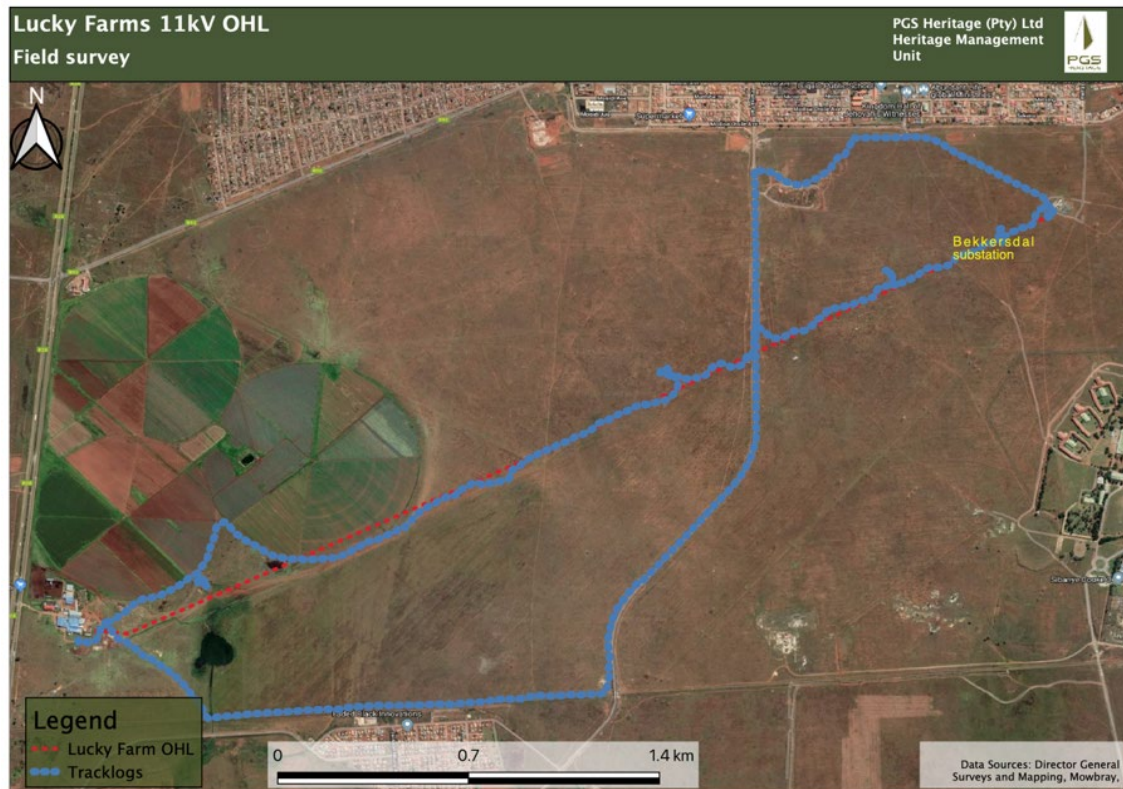 Lucky Farms 11kV OHL
Field survey
PGS Heritage (Pty) Ltd
Heritage Management
Unit
PGS
HERITAGE
N
Bekkersdal
substation
Legend
Lucky Farm OHL
Tracklogs
0
0.7
1.4 km
Data Sources: Director General
Surveys and Mapping, Mowbray,